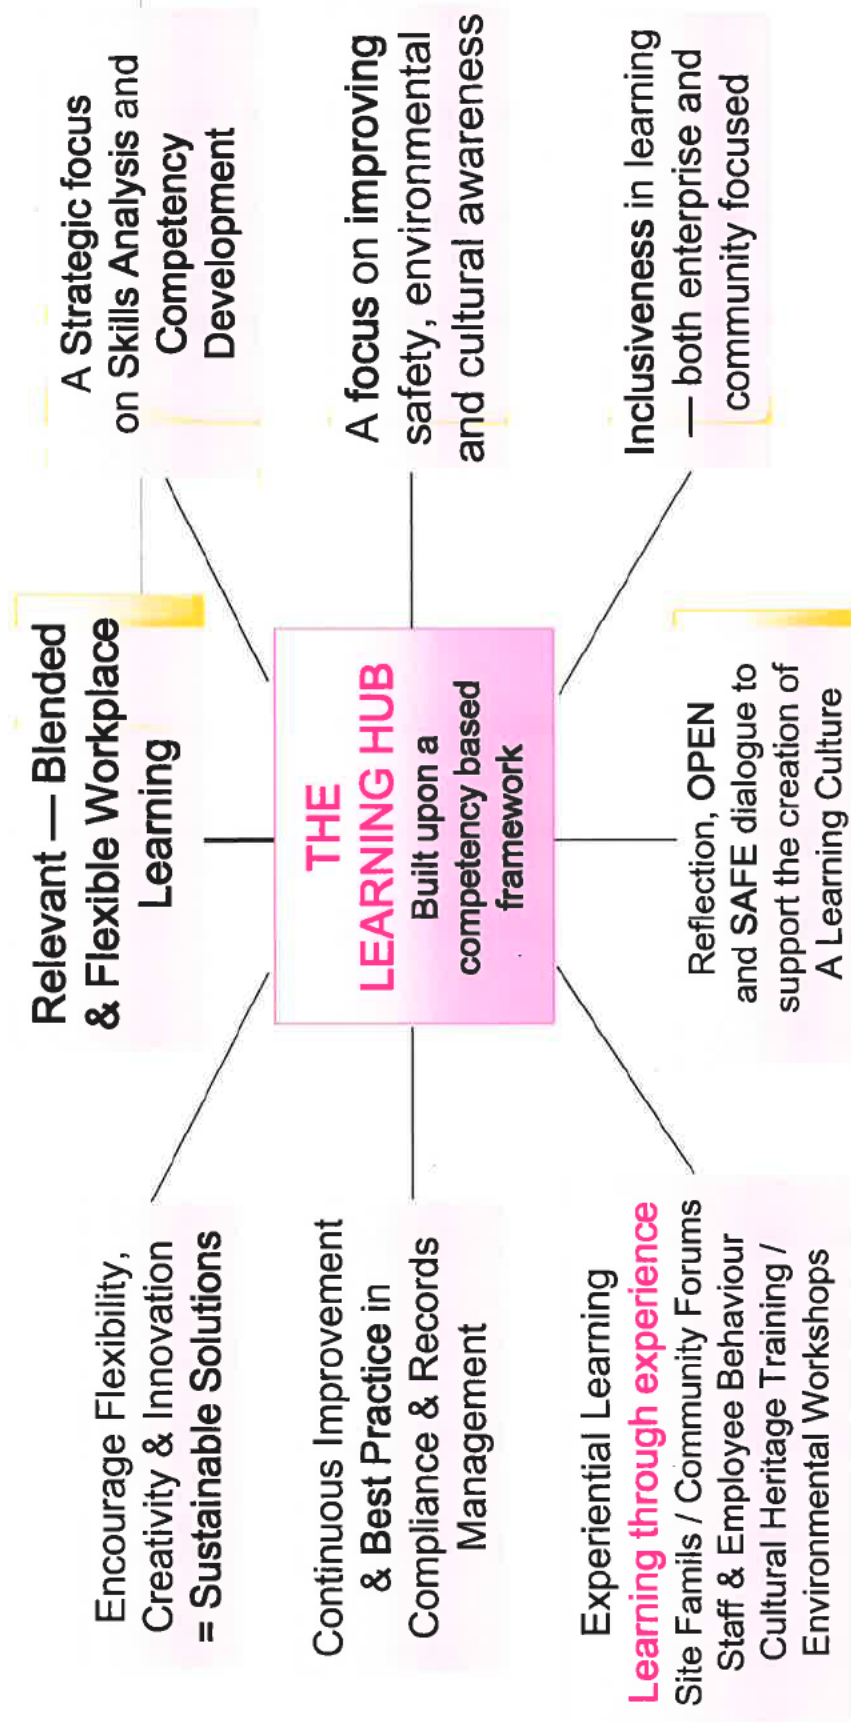 Encourage Flexibility,
Creativity & Innovation
= Sustainable Solutions
Relevant — Blended
& Flexible Workplace
Learning
A Strategic focus
on Skills Analysis and
Competency
Development
Continuous Improvement
& Best Practice in
Compliance & Records
Management
THE
LEARNING HUB
Built upon a
competency based
framework
A focus on improving
safety, environmental
and cultural awareness
Experiential Learning
Learning through experience
Site Famils / Community Forums
Staff & Employee Behaviour
Cultural Heritage Training /
Environmental Workshops
Reflection, OPEN
and SAFE dialogue to
support the creation of
A Learning Culture
Inclusiveness in learning
— both enterprise and
community focused